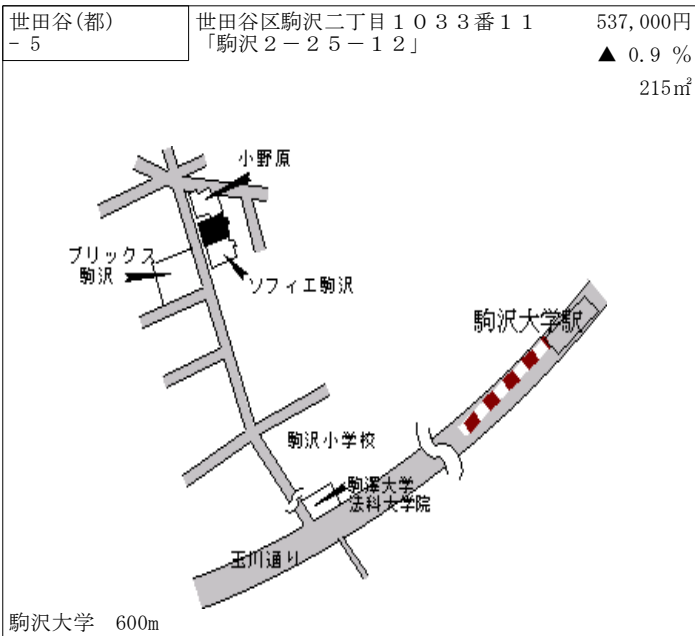 世田谷(都)
－5
世田谷区駒沢二丁目１０３３番１１
「駒沢２－２５－１２」
537,000円
▲ 0.9 %
215㎡
小野原
ブリックス
駒沢
ソフィエ駒沢
駒沢大学駅
駒沢小学校
駒澤大学
法科大学院
玉川通り
駒沢大学　600m